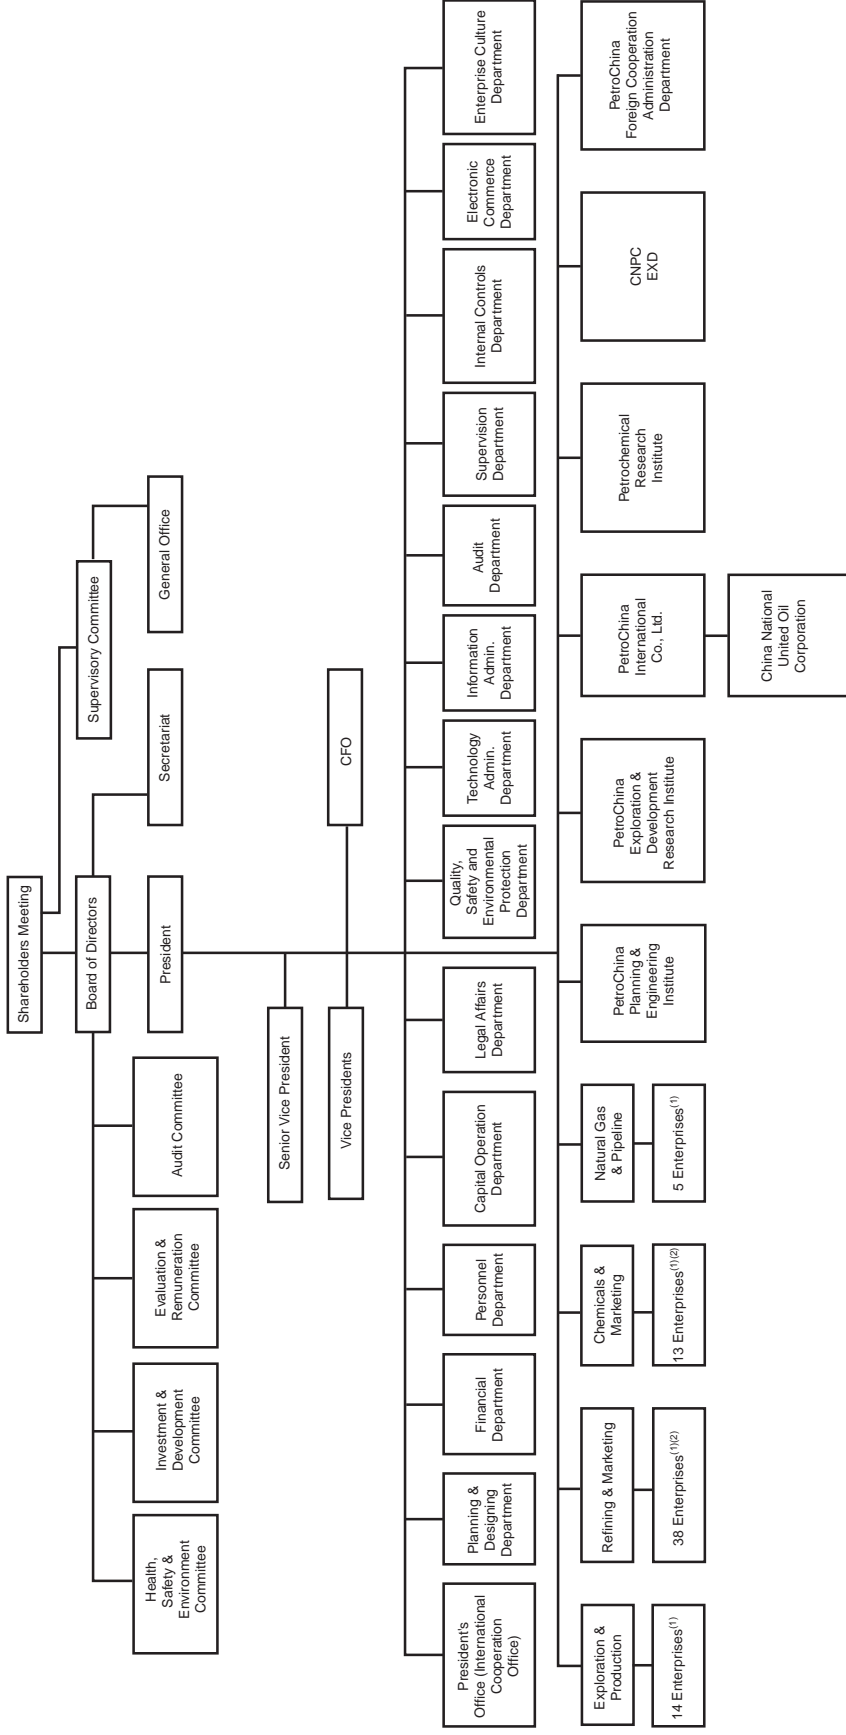 Shareholders Meeting
Board of Directors
Supervisory Committee
Health,
Safety &
Environment
Committee
Investment &
Development
Committee
Evaluation &
Remuneration
Committee
Audit Committee
President
Secretariat
General Office
Senior Vice President
Vice Presidents
CFO
President's
Office (International
Cooperation
Office)
Planning &
Designing
Department
Financial
Department
Personnel
Department
Capital Operation
Department
Legal Affairs
Department
Quality,
Safety and
Environmental
Protection
Department
Technology
Admin.
Department
Information
Admin.
Department
Audit
Department
Supervision
Department
Internal Controls
Department
Electronic
Commerce
Department
Enterprise Culture
Department
Exploration &
Production
14 Enterprises(1)
Refining & Marketing
38 Enterprises(1)(2)
Chemicals &
Marketing
13 Enterprises(1)(2)
Natural Gas
& Pipeline
5 Enterprises(1)
PetroChina
Planning &
Engineering
Institute
PetroChina
Exploration &
Development
Research Institute
PetroChina
International
Co., Ltd.
China National
United Oil
Corporation
Petrochemical
Research
Institute
CNPC
EXD
PetroChina
Foreign Cooperation
Administration
Department